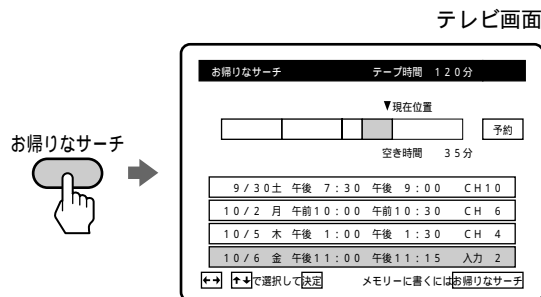 テレビ画面
お帰りなサーチ テープ時間 120分
▼現在位置
予約
空き時間 35分
お帰りなサーチ
9/30土 午後 7:30 午後 9:00 CH10
10/2 月 午前10:00 午前10:30 CH 6
10/5 木 午後 1:00 午後 1:30 CH 4
10/6 金 午後11:00 午後11:15 入力 2
←→ ↑↓で選択して決定 メモリーに書くにはお帰りなサーチ